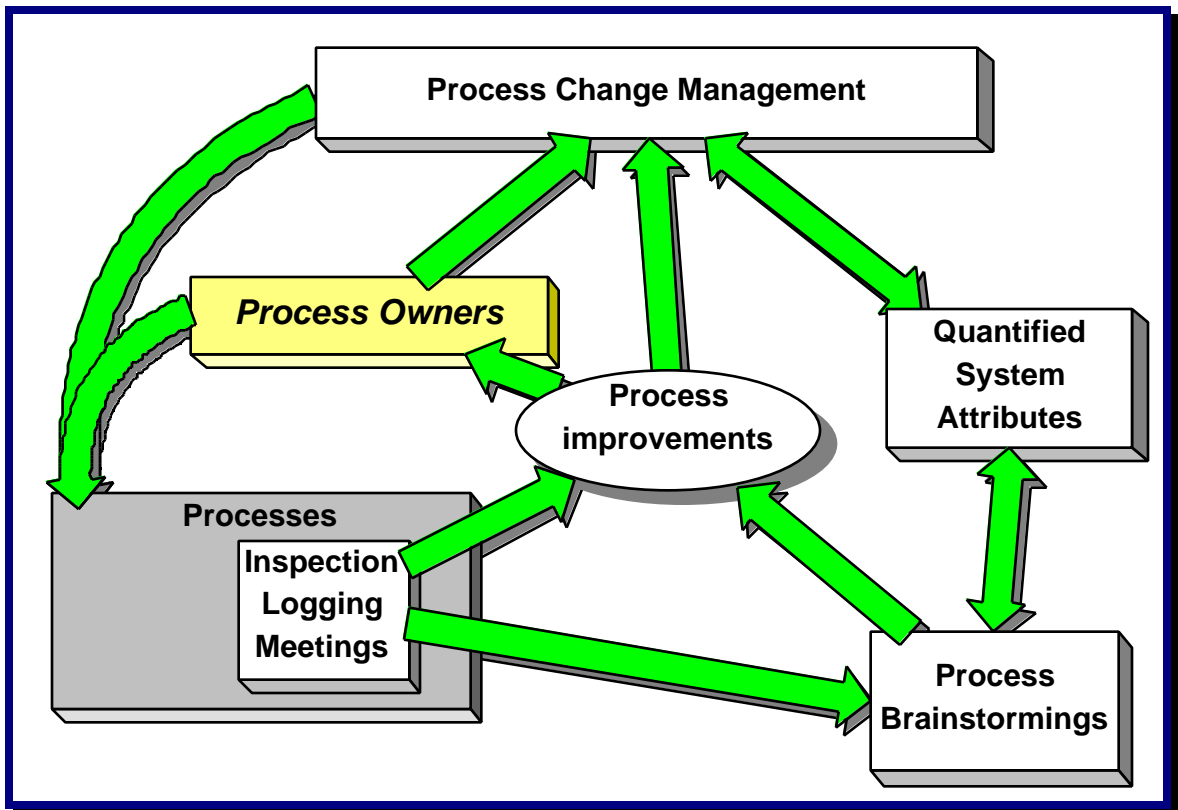 Process Change Management
Process Owners
Quantified
System
Attributes
Process
improvements
Processes
Inspection
Logging
Meetings
Process
Brainstormings